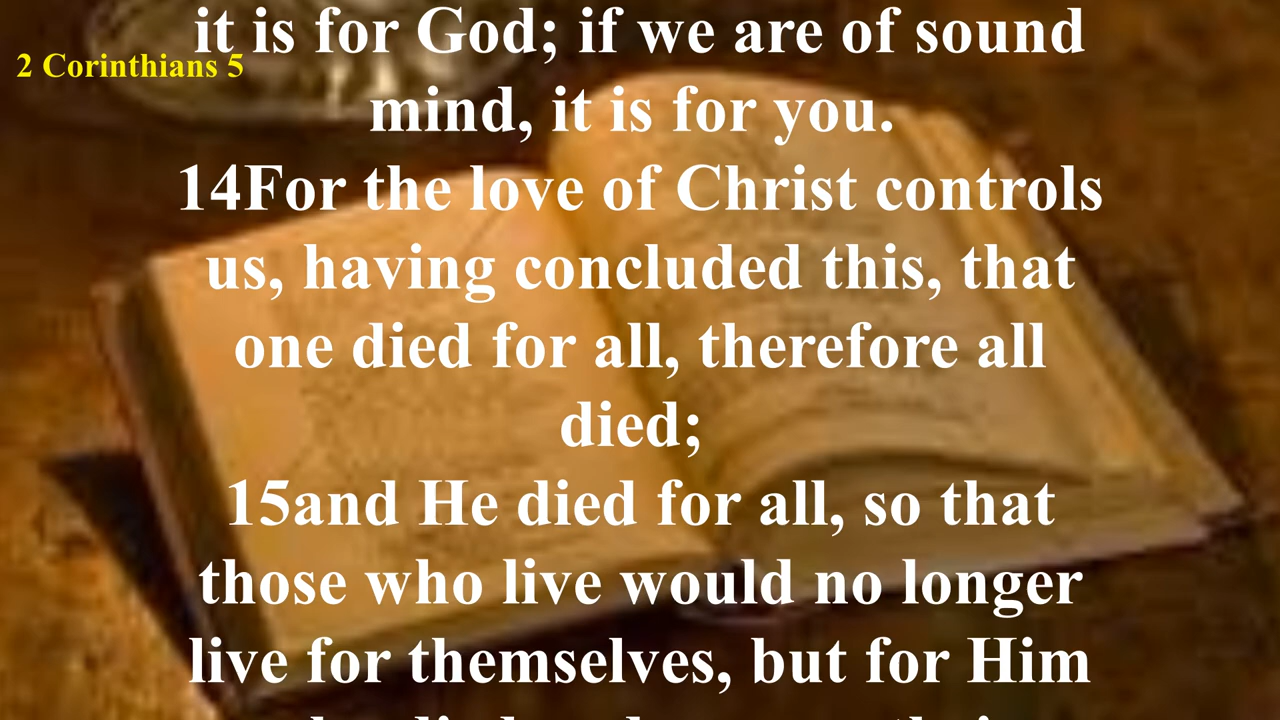 it is for God; if we are of sound
2 Corinthians 5
mind, it is for you.
14For the love of Christ controls
us, having concluded this, that
one died for all, therefore all
died;
15and He died for all, so that
those who live would no longer
live for themselves, but for Him